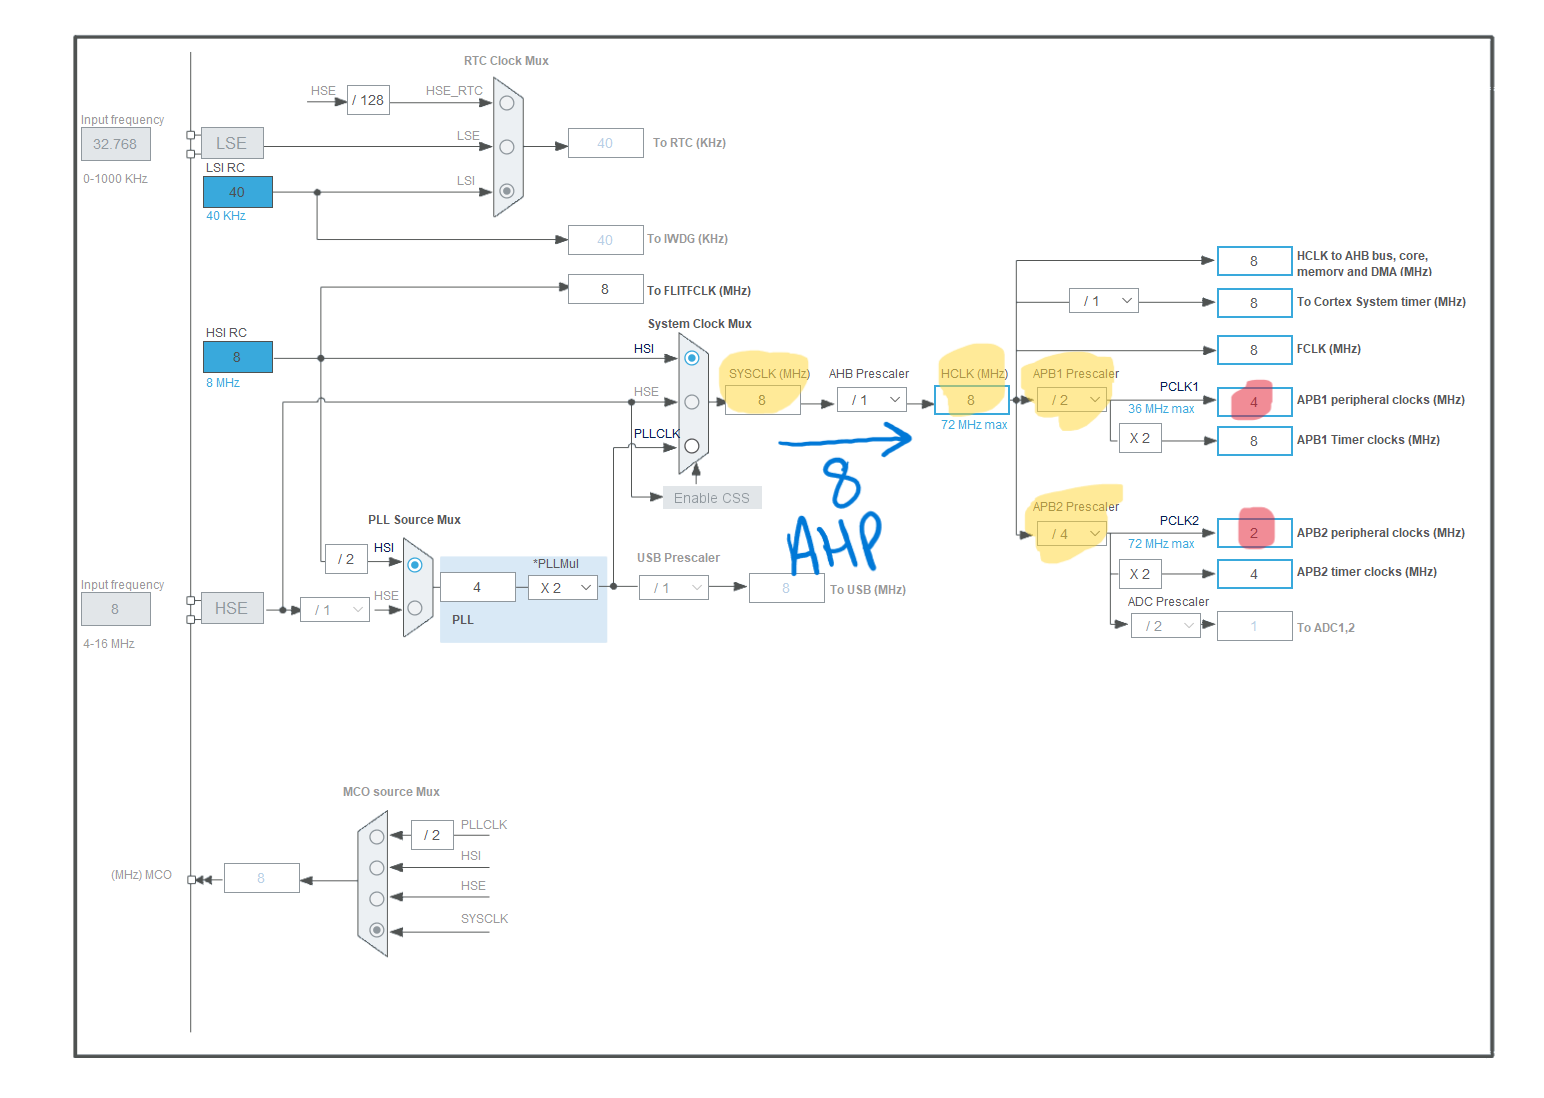 RTC Clock Mux
HSE
/ 128
HSE_RTC
Input frequency
32.768
0-1000 KHz
LSE
LSE
40
To RTC (KHz)
LSI RC
40
40 KHz
LSI
40
To IWDG (KHz)
8
To FLITFCLK (MHz)
HSI RC
8
8 MHz
System Clock Mux
HSI
HSE
PLLCLK
Enable CSS
SYSCLK (MHz)
8
AHB Prescaler
/ 1
HCLK (MHz)
8
72 MHz max
8
AHP
8
HCLK to AHB bus, core,
memory and DMA (MHz)
/ 1
8
To Cortex System timer (MHz)
8
FCLK (MHz)
APB1 Prescaler
/ 2
PCLK1
36 MHz max
4
APB1 peripheral clocks (MHz)
X 2
8
APB1 Timer clocks (MHz)
APB2 Prescaler
/ 4
PCLK2
72 MHz max
2
APB2 peripheral clocks (MHz)
X 2
4
APB2 timer clocks (MHz)
ADC Prescaler
/ 2
1
To ADC1,2
PLL Source Mux
/ 2
HSI
Input frequency
8
4-16 MHz
HSE
/ 1
HSE
4
*PLLMul
X 2
PLL
USB Prescaler
/ 1
8
To USB (MHz)
MCO source Mux
/ 2
PLLCLK
HSI
HSE
SYSCLK
(MHz) MCO
8